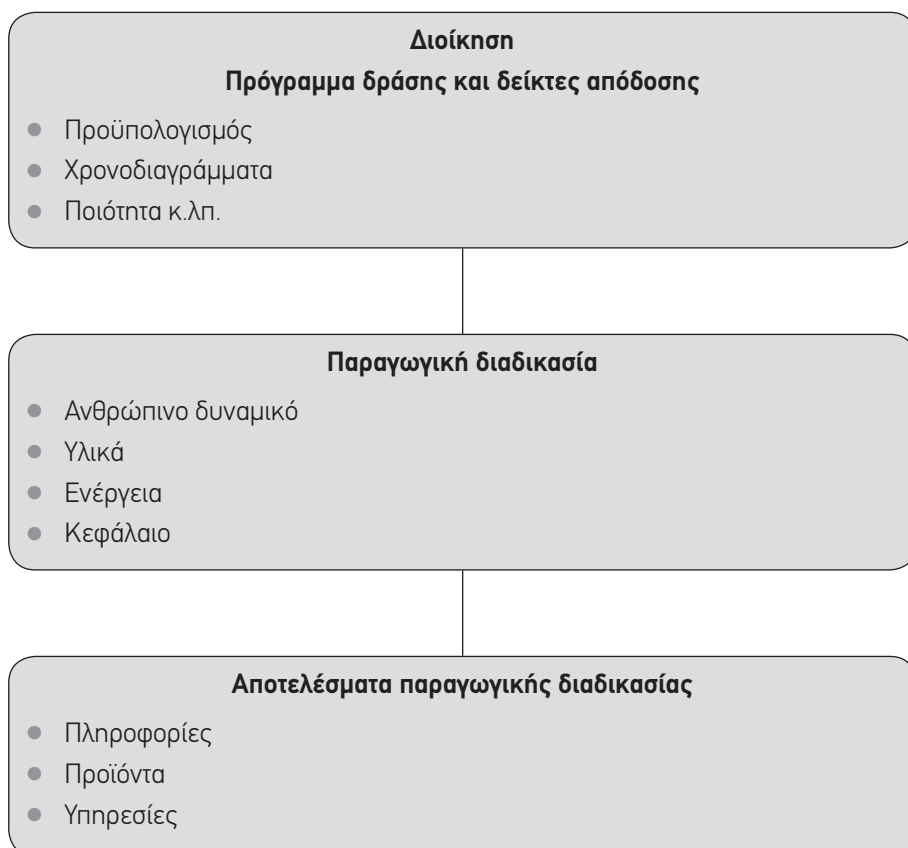 Διοίκηση
Πρόγραμμα δράσης και δείκτες απόδοσης
Προϋπολογισμός
Χρονοδιαγράμματα
Ποιότητα κ.λπ.
Παραγωγική διαδικασία
Ανθρώπινο δυναμικό
Υλικά
Ενέργεια
Κεφάλαιο
Αποτελέσματα παραγωγικής διαδικασίας
Πληροφορίες
Προϊόντα
Υπηρεσίες